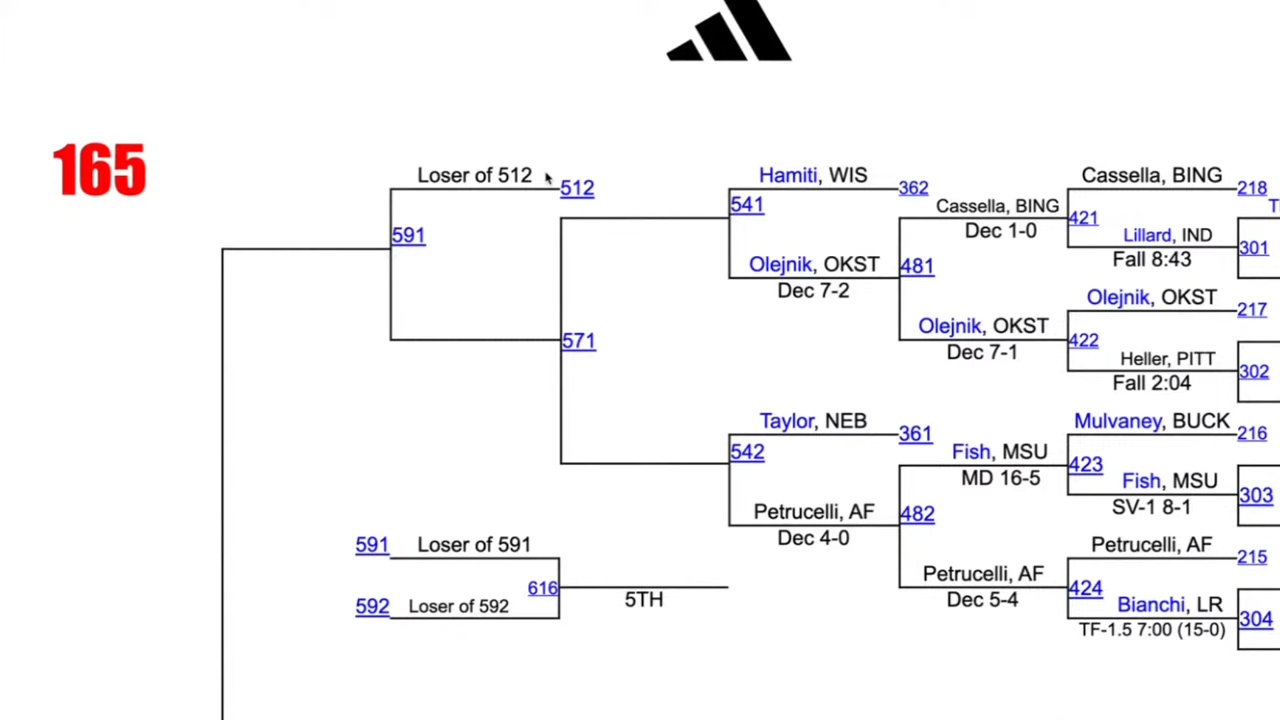 165
Loser of 512
512
Hamiti, WIS
362
Cassella, BING
218
541
Cassella, BING
421
Lillard, IND
301
Dec 1-0
Fall 8:43
591
Olejnik, OKST
481
Olejnik, OKST
217
Dec 7-2
Olejnik, OKST
422
Heller, PITT
302
Dec 7-1
Fall 2:04
571
Taylor, NEB
361
Mulvaney, BUCK
216
542
Fish, MSU
423
Fish, MSU
303
MD 16-5
SV-1 8-1
Petrucelli, AF
482
Petrucelli, AF
215
Dec 4-0
591
Loser of 591
Petrucelli, AF
424
Bianchi, LR
304
Dec 5-4
TF-1.5 7:00 (15-0)
616
5TH
592
Loser of 592